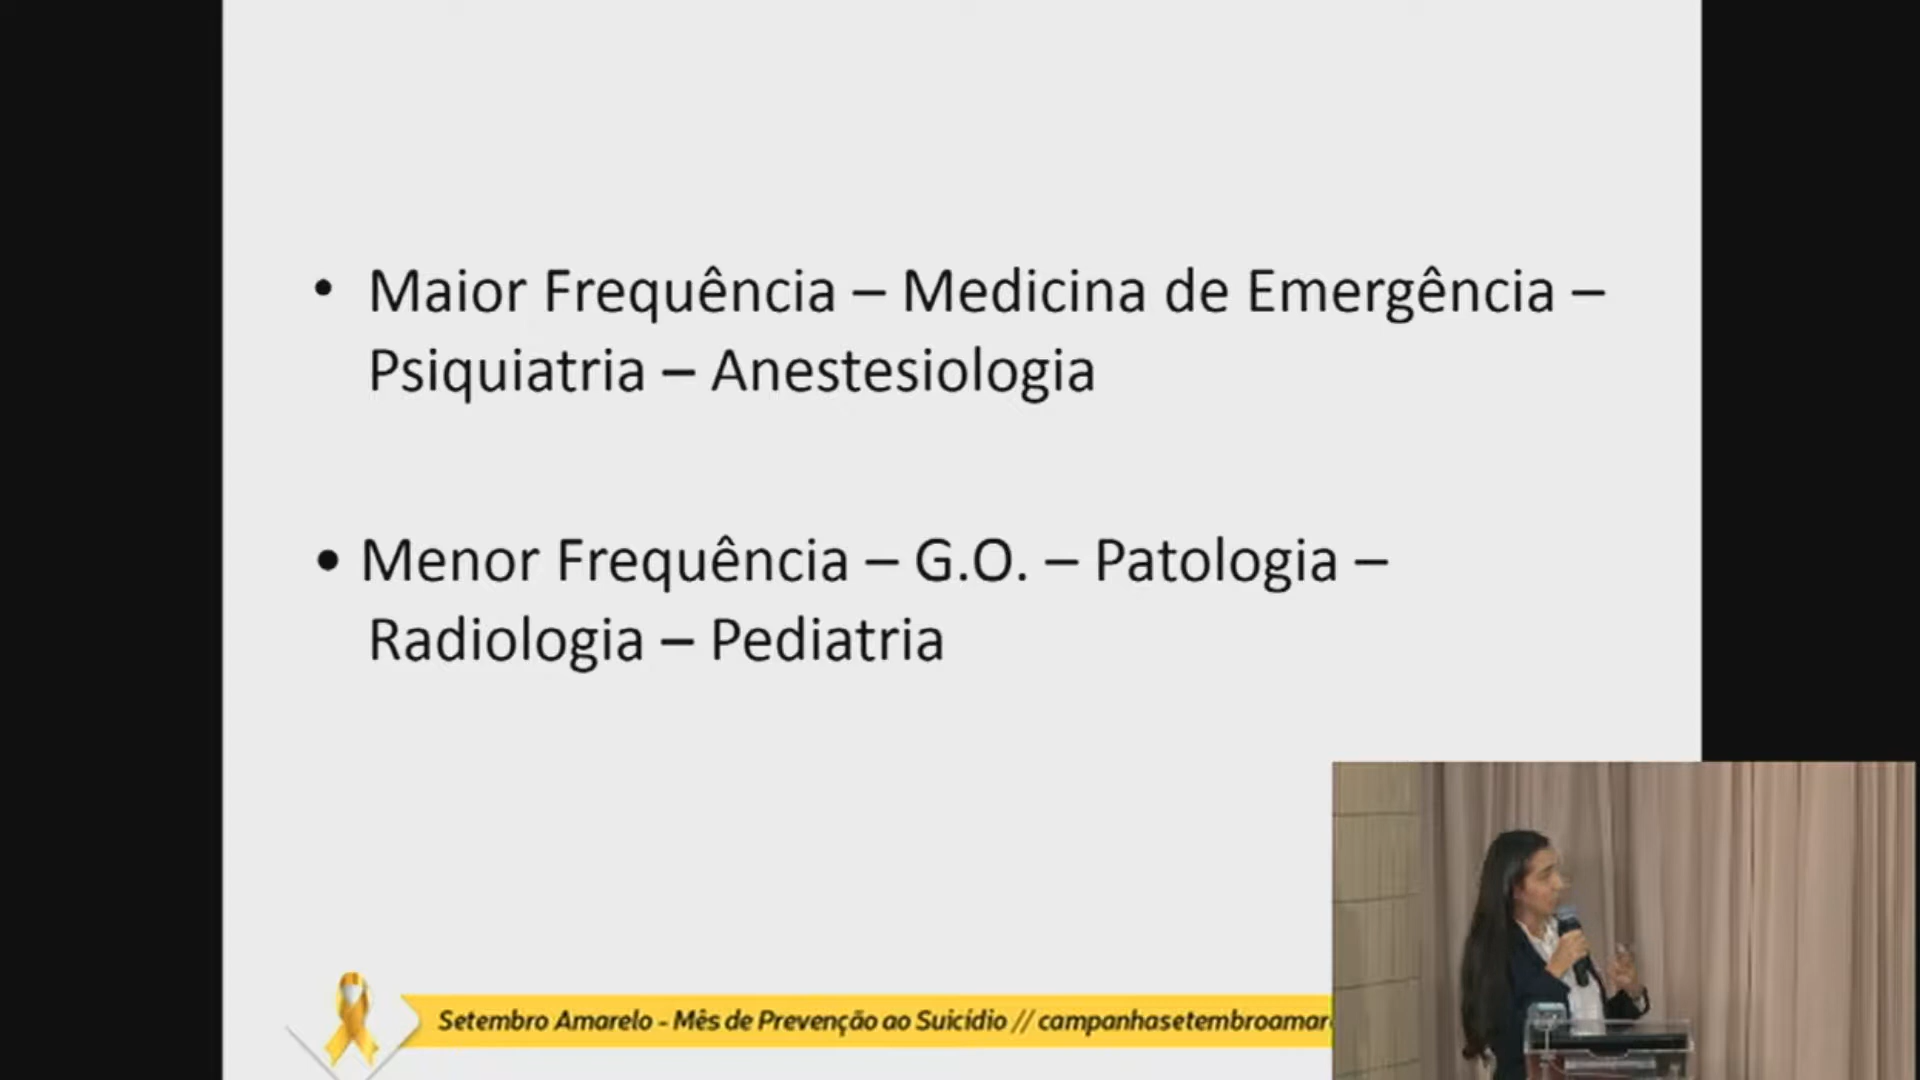 • Maior Frequência – Medicina de Emergência –
Psiquiatria – Anestesiologia
• Menor Frequência – G.O. – Patologia –
Radiologia – Pediatria
Setembro Amarelo - Mês de Prevenção ao Suicídio // campanhasetembroamar